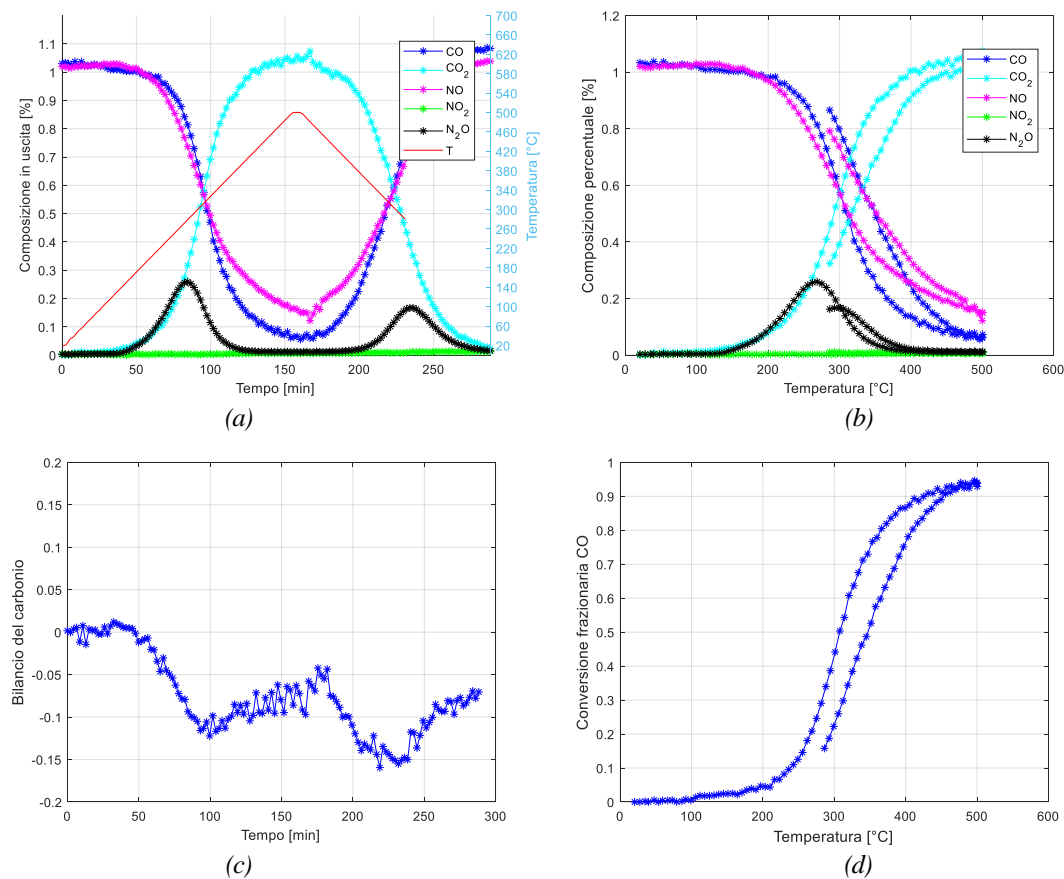 Composizione in uscita [%]
1.1
1
0.9
0.8
0.7
0.6
0.5
0.4
0.3
0.2
0.1
0
0 50 100 150 200 250
Tempo [min]
700
660
620
580
540
500
460
420
380
340
300
260
220
180
140
100
60
20
Temperatura [°C]
CO
CO2
NO
NO2
N2O
T
(a)
Composizione percentuale [%]
1.2
1
0.8
0.6
0.4
0.2
0
0 100 200 300 400 500 600
Temperatura [°C]
CO
CO2
NO
NO2
N2O
(b)
Bilancio del carbonio
0.2
0.15
0.1
0.05
0
-0.05
-0.1
-0.15
-0.2
0 50 100 150 200 250 300
Tempo [min]
(c)
Conversione frazionaria CO
1
0.9
0.8
0.7
0.6
0.5
0.4
0.3
0.2
0.1
0
0 100 200 300 400 500 600
Temperatura [°C]
(d)